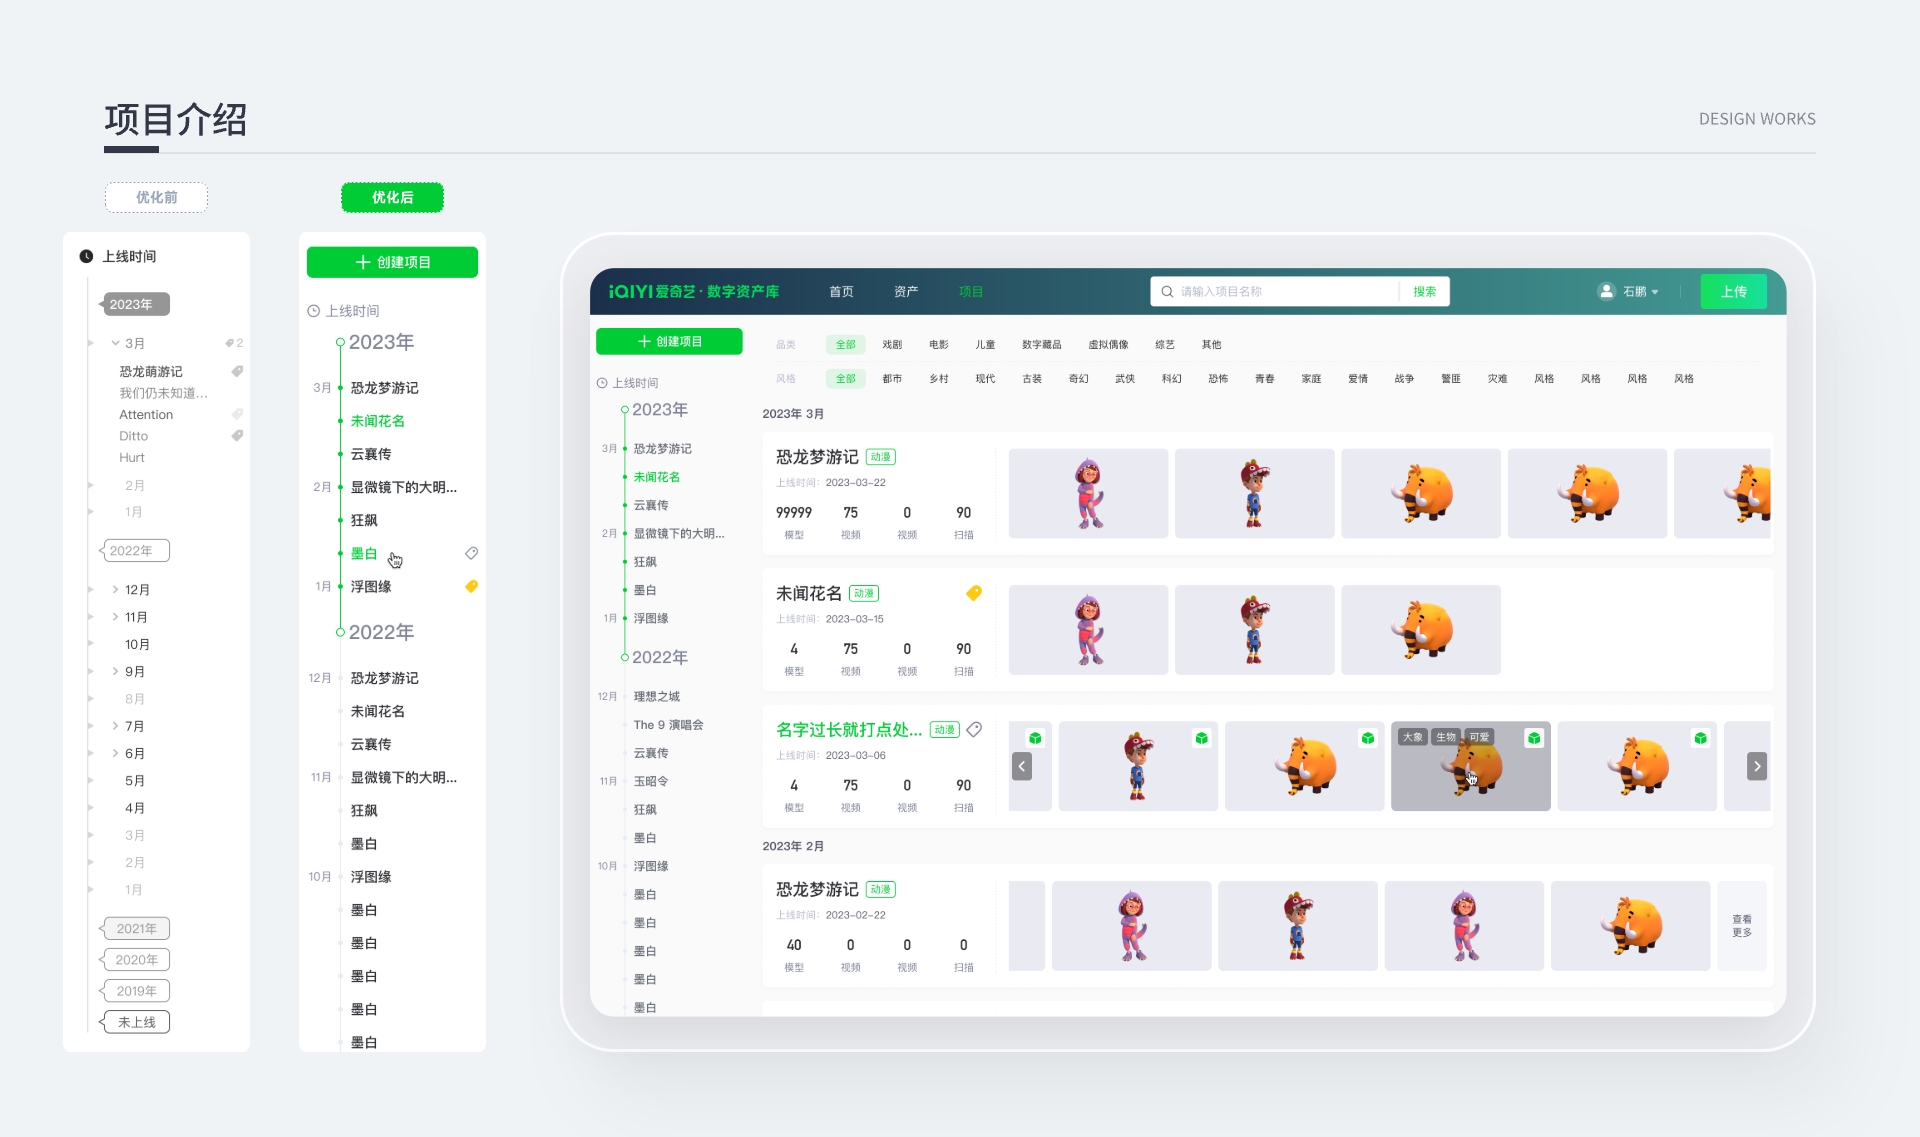 项目介绍
DESIGN WORKS
优化前
优化后
上线时间
2023年
3月 2
恐龙萌游记
我们仍未知道...
Attention
Ditto
Hurt
2月
1月
2022年
12月
11月
10月
9月
8月
7月
6月
5月
4月
3月
2月
1月
2021年
2020年
2019年
未上线
创建项目
上线时间
2023年
3月 恐龙梦游记
未闻花名
云襄传
2月 显微镜下的大明...
狂飙
墨白
1月 浮图缘
2022年
12月 恐龙梦游记
未闻花名
云襄传
11月 显微镜下的大明...
狂飙
墨白
10月 浮图缘
墨白
墨白
墨白
墨白
墨白
iQIYI爱奇艺·数字资产库 首页 资产 项目 请输入项目名称 搜索 石鹏 上传
创建项目
上线时间
2023年
3月 恐龙梦游记
未闻花名
云襄传
2月 显微镜下的大明...
狂飙
墨白
1月 浮图缘
2022年
12月 理想之城
The 9 演唱会
云襄传
11月 玉昭令
狂飙
墨白
10月 浮图缘
墨白
墨白
墨白
墨白
墨白
品类 全部 戏剧 电影 儿童 数字藏品 虚拟偶像 综艺 其他
风格 全部 都市 乡村 现代 古装 奇幻 武侠 科幻 恐怖 青春 家庭 爱情 战争 警匪 灾难 风格 风格 风格 风格
2023年 3月
恐龙梦游记 动漫
上线时间： 2023-03-22
99999 75 0 90
模型 视频 视频 扫描
未闻花名 动漫
上线时间： 2023-03-15
4 75 0 90
模型 视频 视频 扫描
名字过长就打点处... 动漫
上线时间： 2023-03-06
4 75 0 90
模型 视频 视频 扫描
大象 生物 可爱
2023年 2月
恐龙梦游记 动漫
上线时间： 2023-02-22
40 0 0 0
模型 视频 视频 扫描
查看
更多